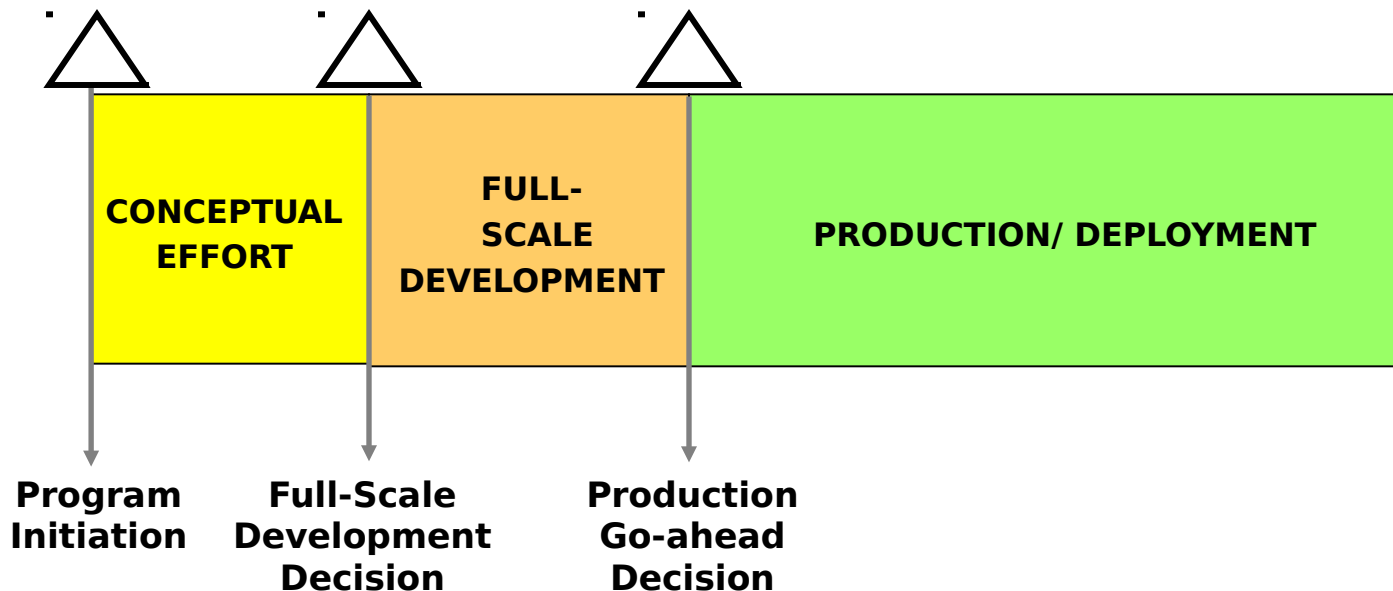 CONCEPTUAL
EFFORT
FULL-
SCALE
DEVELOPMENT
PRODUCTION/ DEPLOYMENT
Program
Initiation
Full-Scale
Development
Decision
Production
Go-ahead
Decision